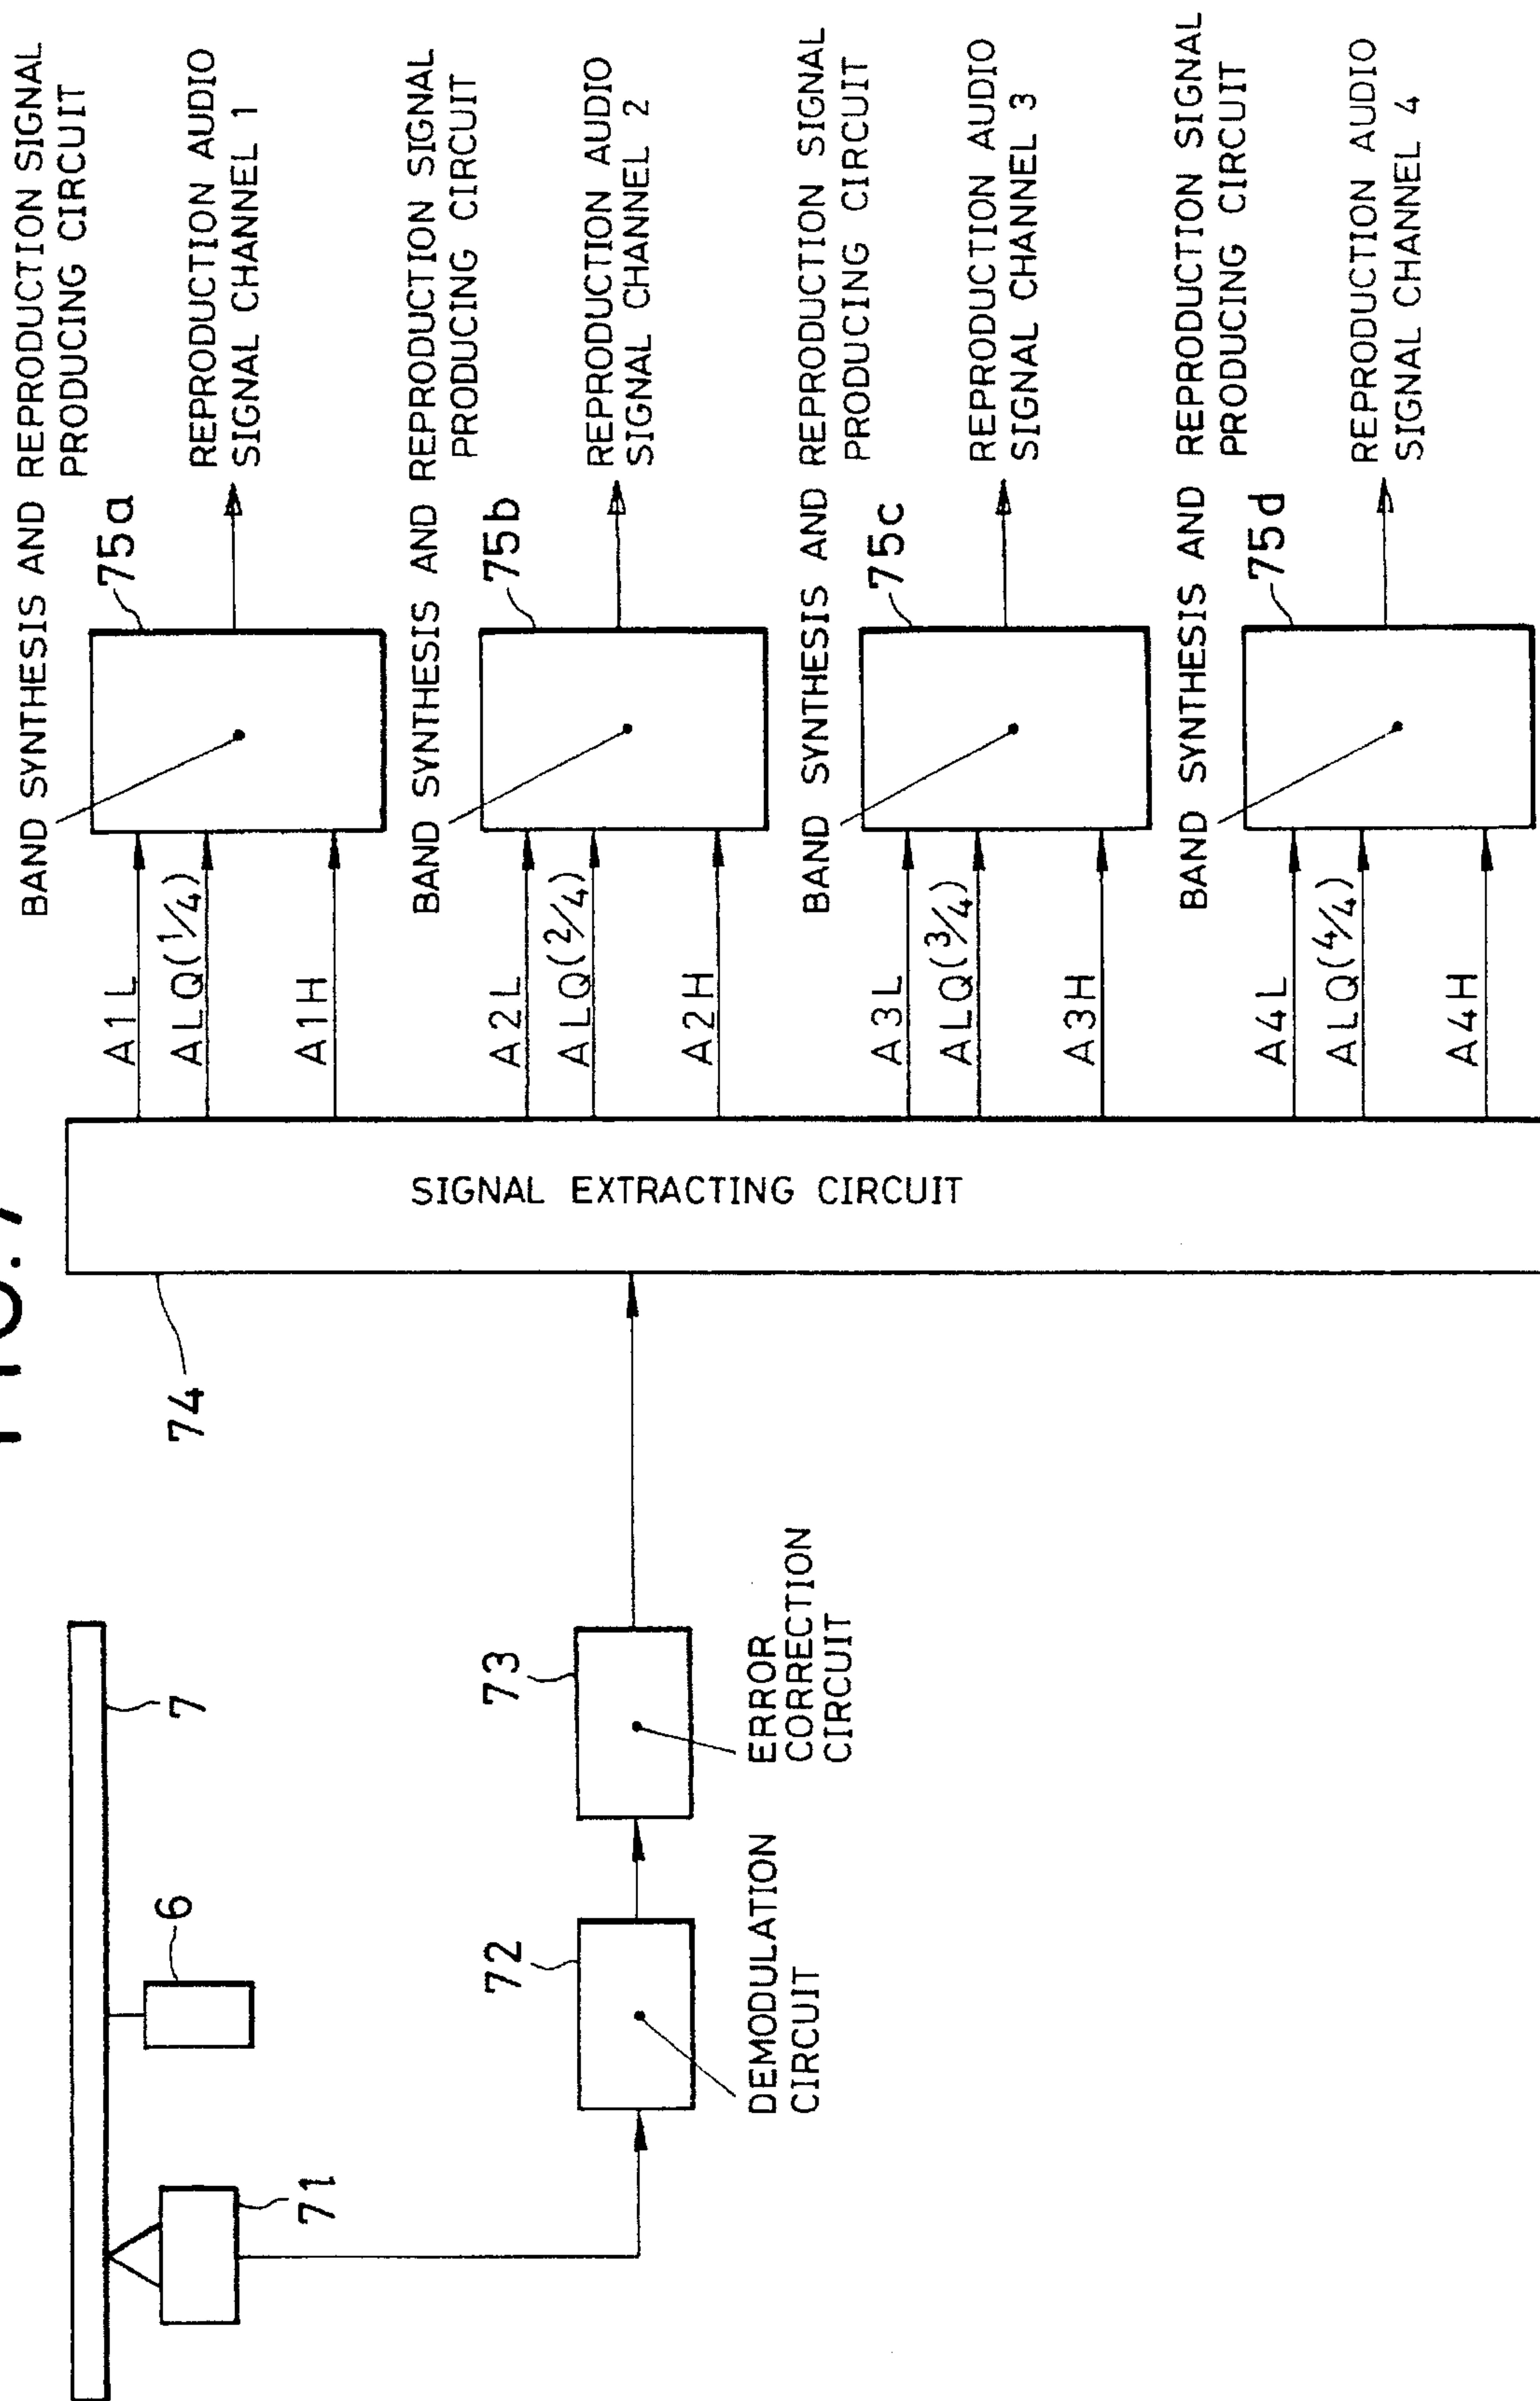 FIG. 7
7
6
71
72
DEMODULATION
CIRCUIT
73
ERROR
CORRECTION
CIRCUIT
74
SIGNAL EXTRACTING CIRCUIT
A1L
ALQ(1/4)
A1H
A2L
ALQ(2/4)
A2H
A3L
ALQ(3/4)
A3H
A4L
ALQ(4/4)
A4H
BAND SYNTHESIS AND REPRODUCTION SIGNAL
PRODUCING CIRCUIT
75a
REPRODUCTION AUDIO
SIGNAL CHANNEL 1
BAND SYNTHESIS AND REPRODUCTION SIGNAL
PRODUCING CIRCUIT
75b
REPRODUCTION AUDIO
SIGNAL CHANNEL 2
BAND SYNTHESIS AND REPRODUCTION SIGNAL
PRODUCING CIRCUIT
75c
REPRODUCTION AUDIO
SIGNAL CHANNEL 3
BAND SYNTHESIS AND REPRODUCTION SIGNAL
PRODUCING CIRCUIT
75d
REPRODUCTION AUDIO
SIGNAL CHANNEL 4